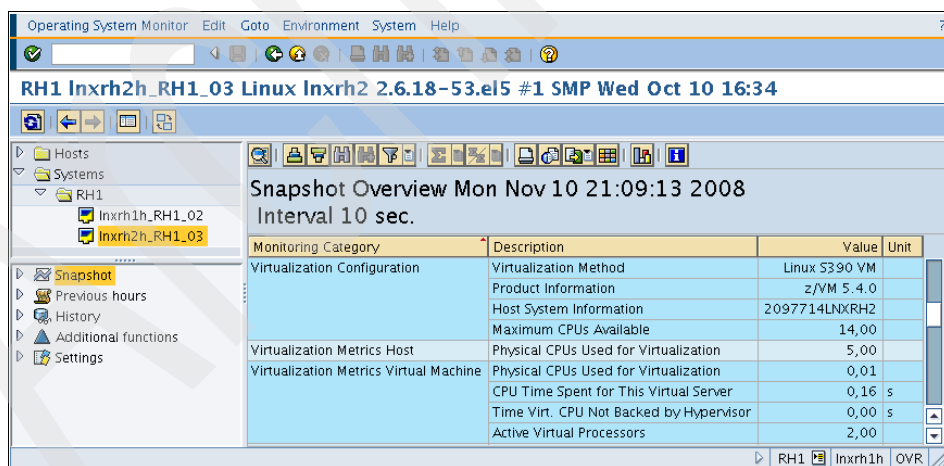 Operating System Monitor Edit Goto Environment System Help
RH1 lnxrh2h_RH1_03 Linux lnxrh2 2.6.18-53.el5 #1 SMP Wed Oct 10 16:34
Hosts
Systems
RH1
lnxrh1h_RH1_02
lnxrh2h_RH1_03
Snapshot
Previous hours
History
Additional functions
Settings
Snapshot Overview Mon Nov 10 21:09:13 2008
Interval 10 sec.
Monitoring Category Description Value Unit
Virtualization Configuration Virtualization Method Linux S390 VM
Product Information z/VM 5.4.0
Host System Information 2097714LNXRH2
Maximum CPUs Available 14,00
Virtualization Metrics Host Physical CPUs Used for Virtualization 5,00
Virtualization Metrics Virtual Machine Physical CPUs Used for Virtualization 0,01
CPU Time Spent for This Virtual Server 0,16 s
Time Virt. CPU Not Backed by Hypervisor 0,00 s
Active Virtual Processors 2,00
RH1 lnxrh1h OVR